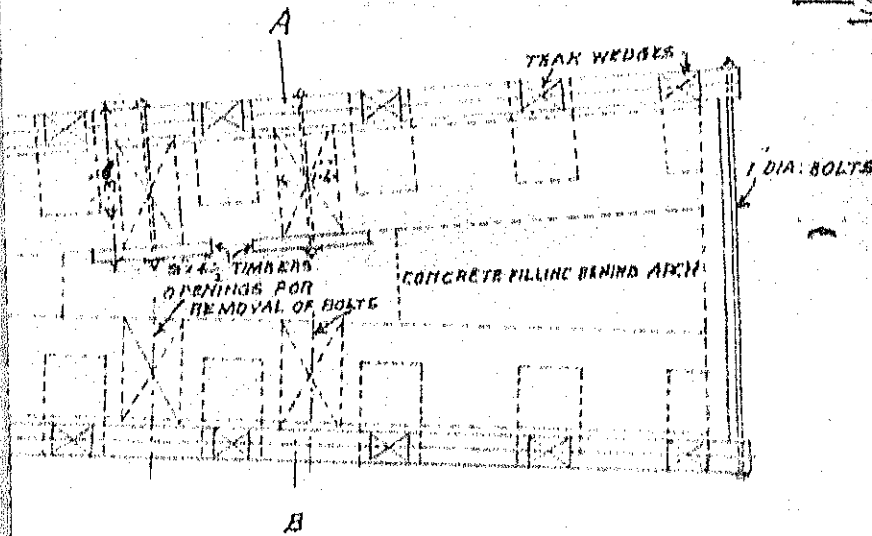 A
TEAK WEDGES
1" DIA. BOLTS
TIMBERS
OPENINGS FOR
REMOVAL OF BOLTS
CONCRETE FILLING BEHIND ARCH
B